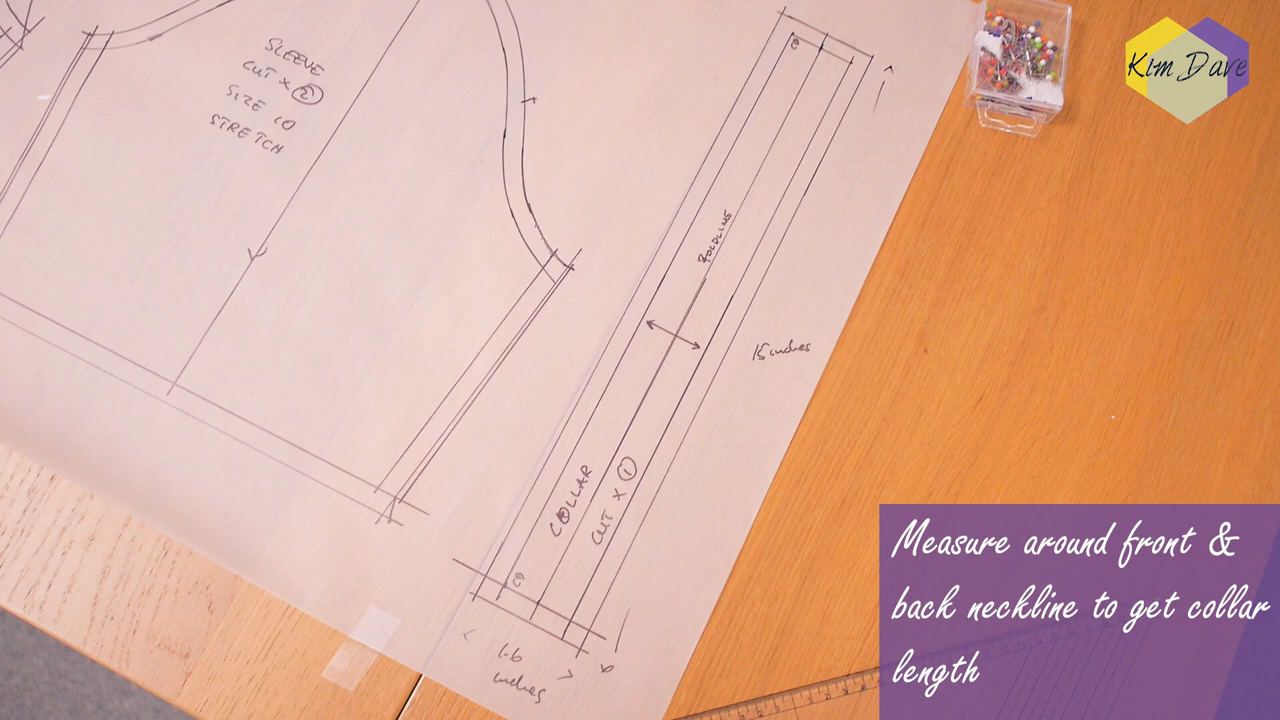 SLEEVE
CUT X 2
SIZE 10
STRETCH
FOLDLINE
15 inches
COLLAR
CUT X 1
1.6
inches
Kim Dave
Measure around front &
back neckline to get collar
length